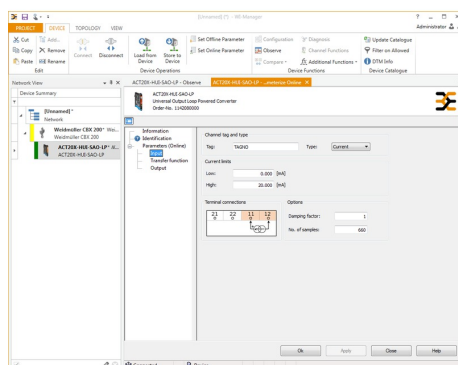 [Unnamed] (*) - WI Manager
PROJECT DEVICE TOPOLOGY VIEW
Administrator
Cut
Copy
Paste
Add...
Remove
Rename
Edit
Connect
Disconnect
Load from Device
Store to Device
Device Operations
Set Offline Parameter
Set Online Parameter
Configuration
Observe
Compare
Diagnosis
Channel Functions
Additional Functions
Device Functions
Update Catalogue
Filter on Allowed
DTM Info
Device Catalogue
Network View
Device Summary
[Unnamed]*
Network
Weidmüller CBX 200* Wei...
Weidmüller CBX 200
ACT20X-HUI-SAO-LP
ACT20X-HUI-SAO-LP - Observe
ACT20X-HUI-SAO-LP
Universal Output Loop Powered Converter
Information
Identification
Parameters (Online)
Input
Transfer function
Output
Channel tag and type
Tag: TAGNO Type: Current
Current limits
Low: 0.000 [mA]
High: 20.000 [mA]
Terminal connections
21 22 11 12
Options
Damping factor: 1
No. of samples: 600
Ok Apply Close Help
Connected
Device